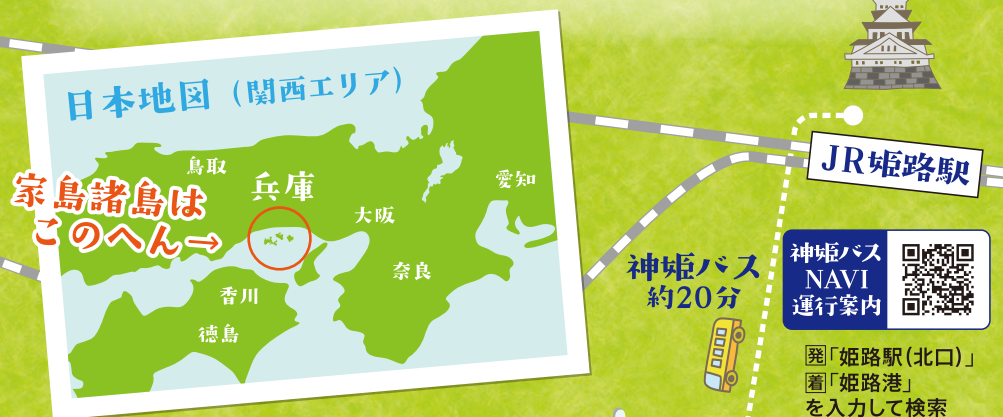 日本地図（関西エリア）
鳥取
兵庫
愛知
大阪
家島諸島は
このへん→
奈良
香川
徳島
JR姫路駅
神姫バス
約20分
神姫バス
NAVI
運行案内
発「姫路駅（北口）」
着「姫路港」
を入力して検索